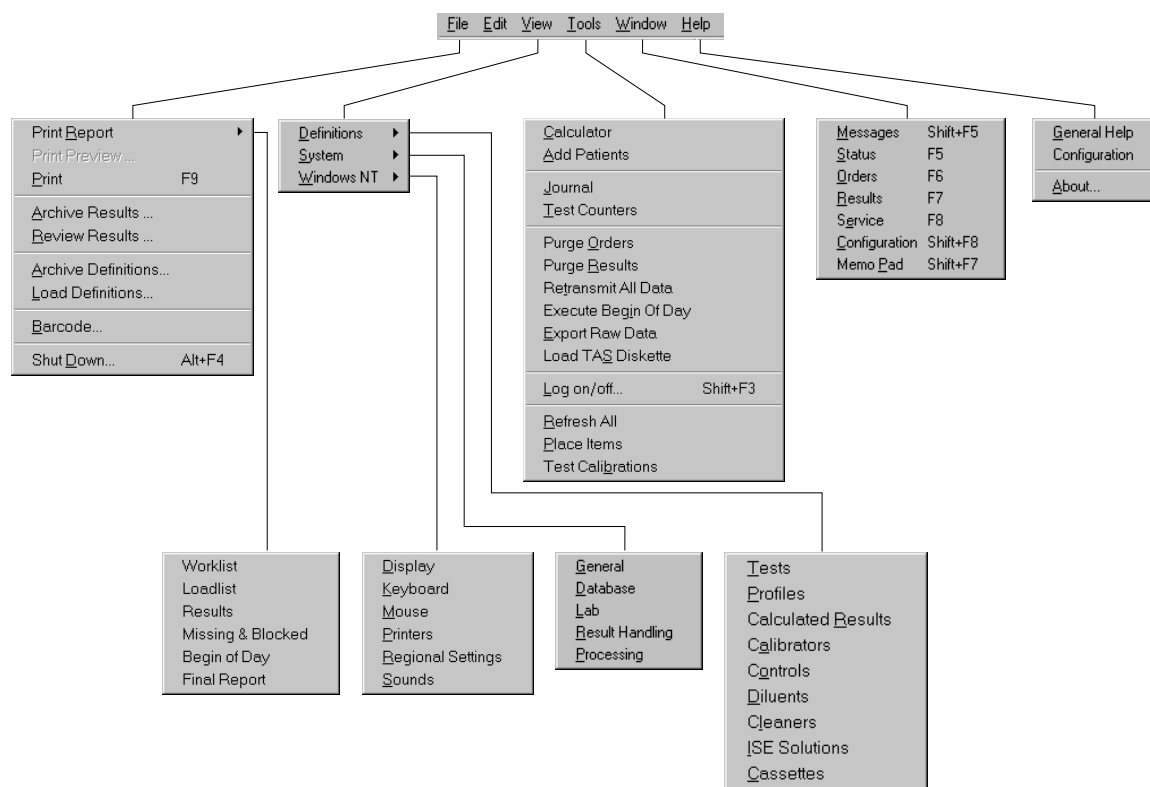 File Edit View Tools Window Help
Print Report
Print Preview ...
Print F9
Archive Results ...
Review Results ...
Archive Definitions...
Load Definitions...
Barcode...
Shut Down... Alt+F4
Definitions
System
Windows NT
Calculator
Add Patients
Journal
Test Counters
Purge Orders
Purge Results
Retransmit All Data
Execute Begin Of Day
Export Raw Data
Load TAS Diskette
Log on/off... Shift+F3
Refresh All
Place Items
Test Calibrations
Messages Shift+F5
Status F5
Orders F6
Results F7
Service F8
Configuration Shift+F8
Memo Pad Shift+F7
General Help
Configuration
About...
Worklist
Loadlist
Results
Missing & Blocked
Begin of Day
Final Report
Display
Keyboard
Mouse
Printers
Regional Settings
Sounds
General
Database
Lab
Result Handling
Processing
Tests
Profiles
Calculated Results
Calibrators
Controls
Diluents
Cleaners
ISE Solutions
Cassettes